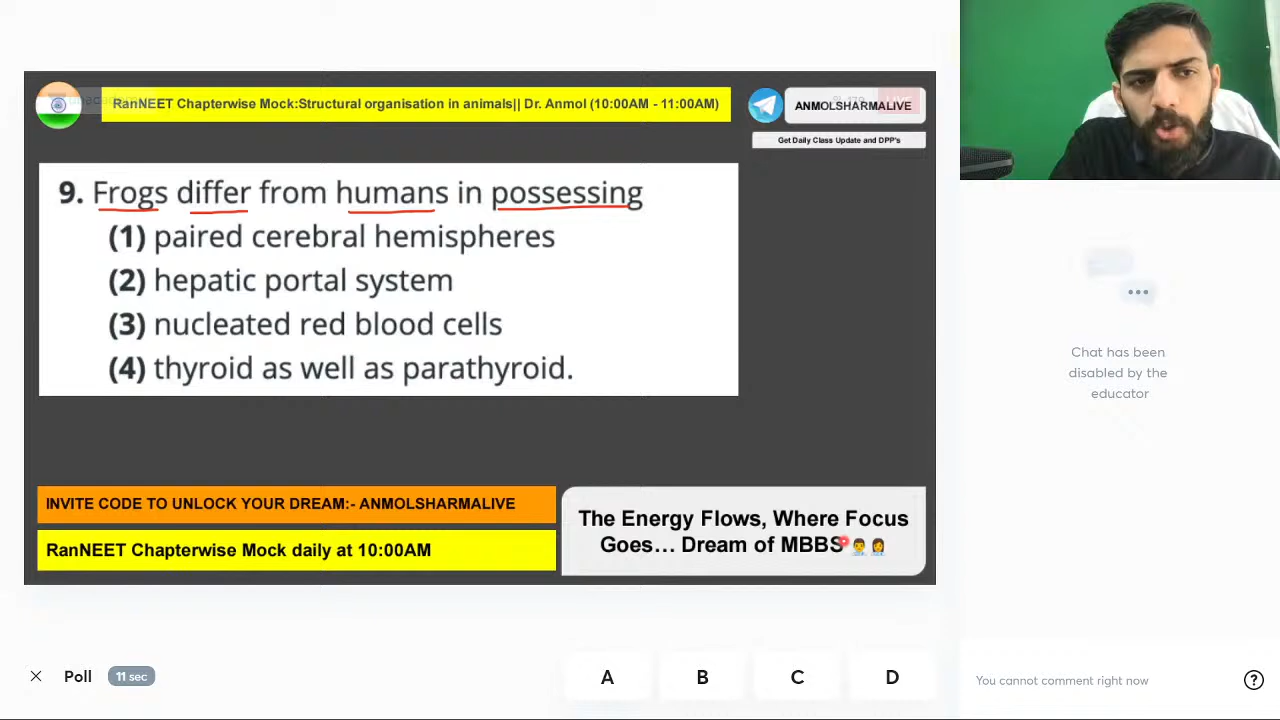 RanNEET Chapterwise Mock:Structural organisation in animals|| Dr. Anmol (10:00AM - 11:00AM)
ANMOLSHARMALIVE
Get Daily Class Update and DPP's
9. Frogs differ from humans in possessing
(1) paired cerebral hemispheres
(2) hepatic portal system
(3) nucleated red blood cells
(4) thyroid as well as parathyroid.
INVITE CODE TO UNLOCK YOUR DREAM:- ANMOLSHARMALIVE
RanNEET Chapterwise Mock daily at 10:00AM
The Energy Flows, Where Focus
Goes... Dream of MBBS
Chat has been
disabled by the
educator
Poll 11 sec
A B C D
You cannot comment right now